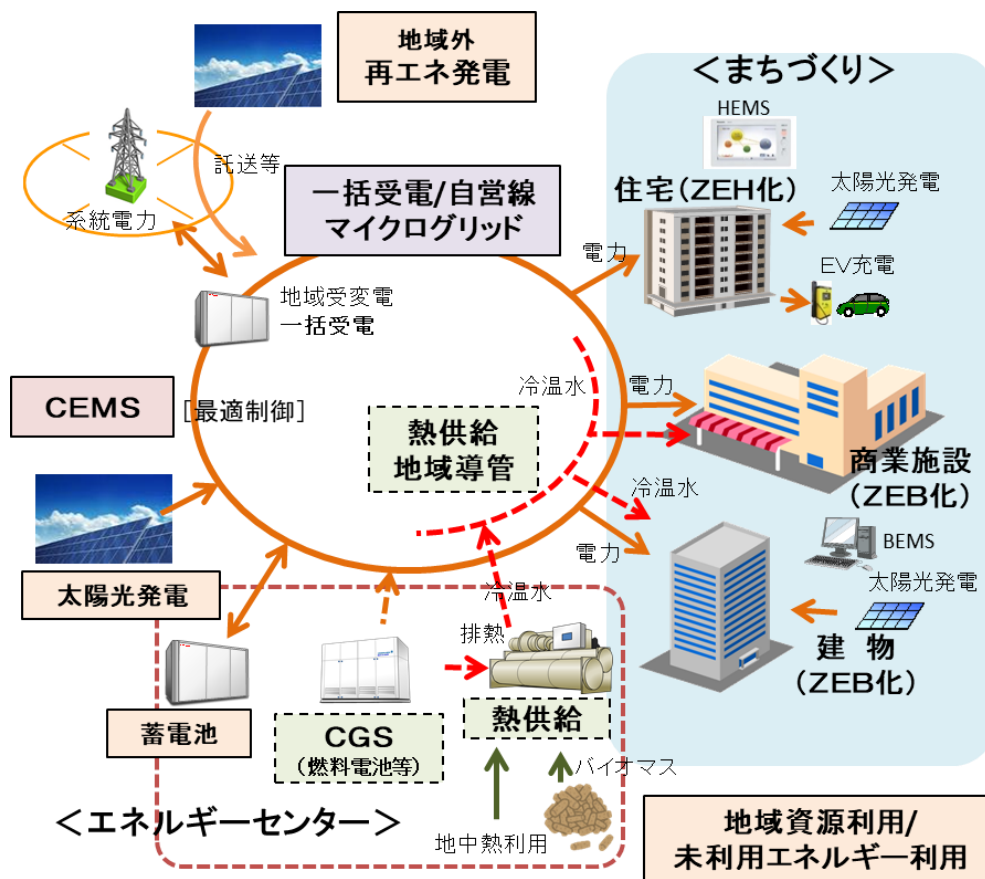 地域外
再エネ発電
＜まちづくり＞
HEMS
託送等
系統電力
一括受電/自営線
マイクログリッド
住宅（ZEH化）
太陽光発電
電力
EV充電
地域受変電
一括受電
冷温水
電力
CEMS
［最適制御］
熱供給
地域導管
商業施設
（ZEB化）
冷温水
電力
BEMS
太陽光発電
太陽光発電
冷温水
排熱
建　物
（ZEB化）
蓄電池
CGS
（燃料電池等）
熱供給
バイオマス
＜エネルギーセンター＞
地中熱利用
地域資源利用/
未利用エネルギー利用